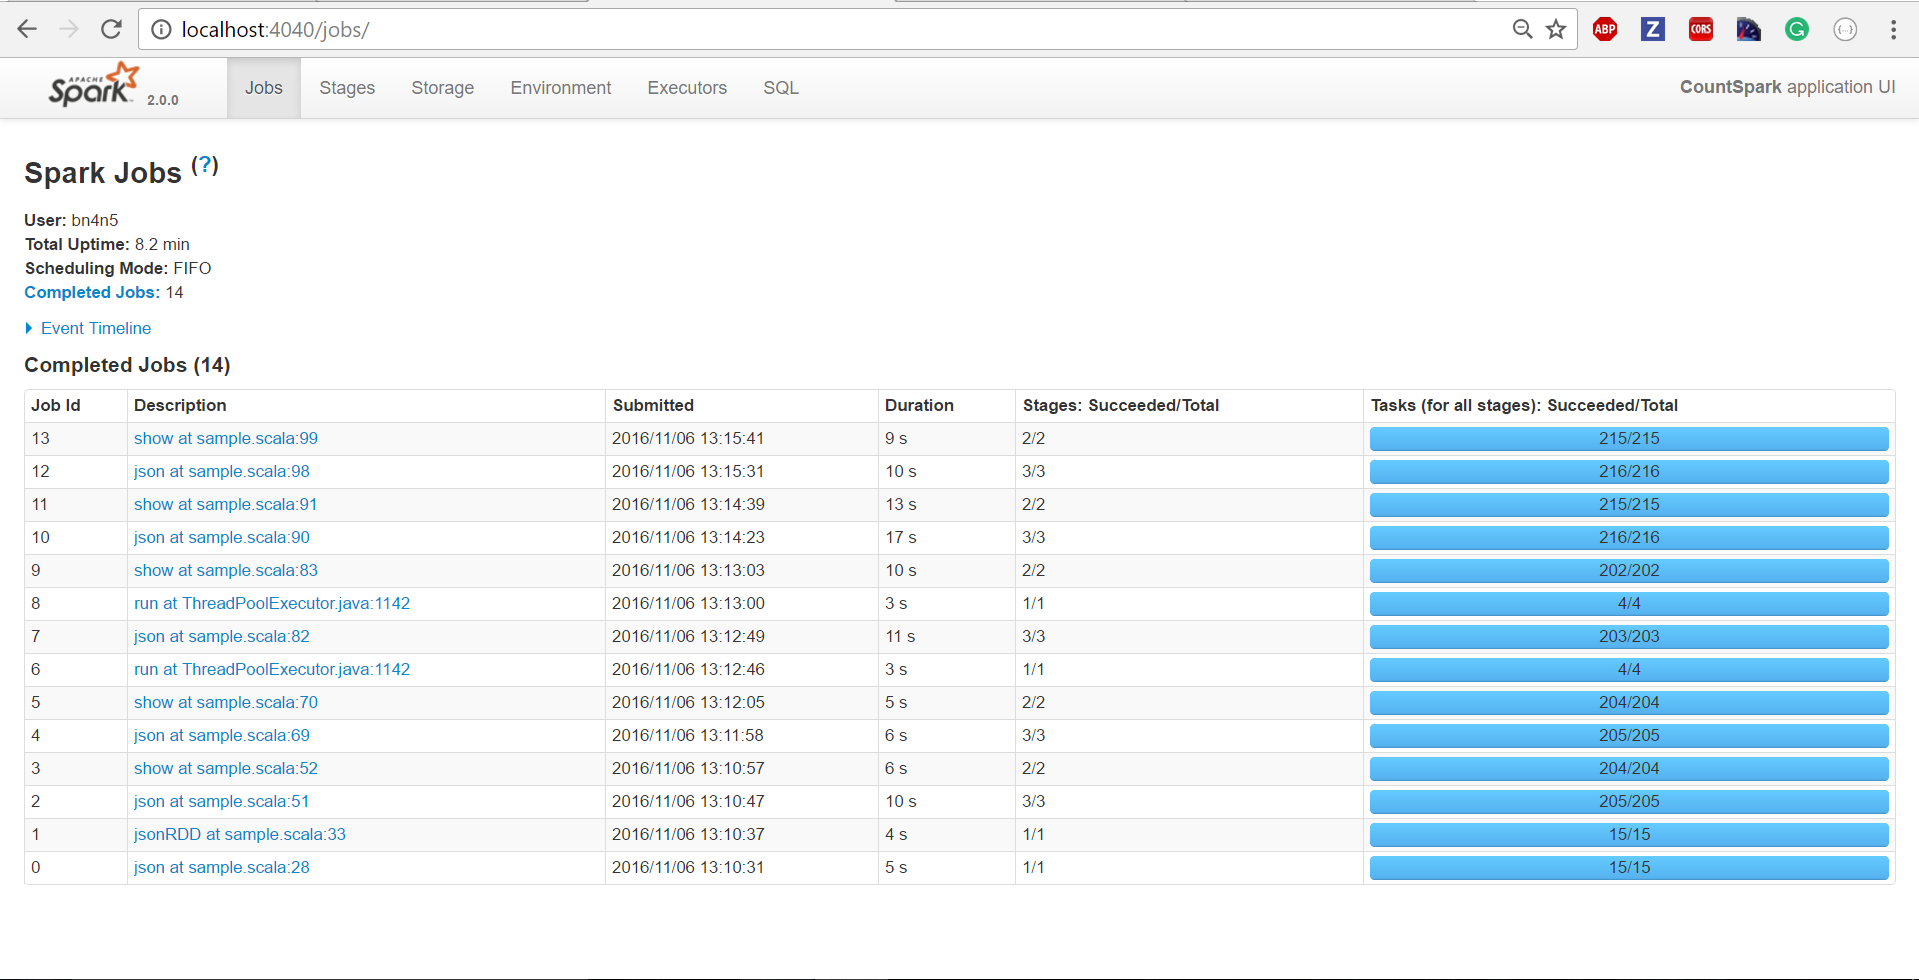 localhost:4040/jobs/
ABP
Z
CORS
G
{...}
APACHE
Spark 2.0.0
Jobs Stages Storage Environment Executors SQL
CountSpark application UI
Spark Jobs (?)
User: bn4n5
Total Uptime: 8.2 min
Scheduling Mode: FIFO
Completed Jobs: 14
Event Timeline
Completed Jobs (14)
Job Id Description Submitted Duration Stages: Succeeded/Total Tasks (for all stages): Succeeded/Total
13 show at sample.scala:99 2016/11/06 13:15:41 9 s 2/2 215/215
12 json at sample.scala:98 2016/11/06 13:15:31 10 s 3/3 216/216
11 show at sample.scala:91 2016/11/06 13:14:39 13 s 2/2 215/215
10 json at sample.scala:90 2016/11/06 13:14:23 17 s 3/3 216/216
9 show at sample.scala:83 2016/11/06 13:13:03 10 s 2/2 202/202
8 run at ThreadPoolExecutor.java:1142 2016/11/06 13:13:00 3 s 1/1 4/4
7 json at sample.scala:82 2016/11/06 13:12:49 11 s 3/3 203/203
6 run at ThreadPoolExecutor.java:1142 2016/11/06 13:12:46 3 s 1/1 4/4
5 show at sample.scala:70 2016/11/06 13:12:05 5 s 2/2 204/204
4 json at sample.scala:69 2016/11/06 13:11:58 6 s 3/3 205/205
3 show at sample.scala:52 2016/11/06 13:10:57 6 s 2/2 204/204
2 json at sample.scala:51 2016/11/06 13:10:47 10 s 3/3 205/205
1 jsonRDD at sample.scala:33 2016/11/06 13:10:37 4 s 1/1 15/15
0 json at sample.scala:28 2016/11/06 13:10:31 5 s 1/1 15/15